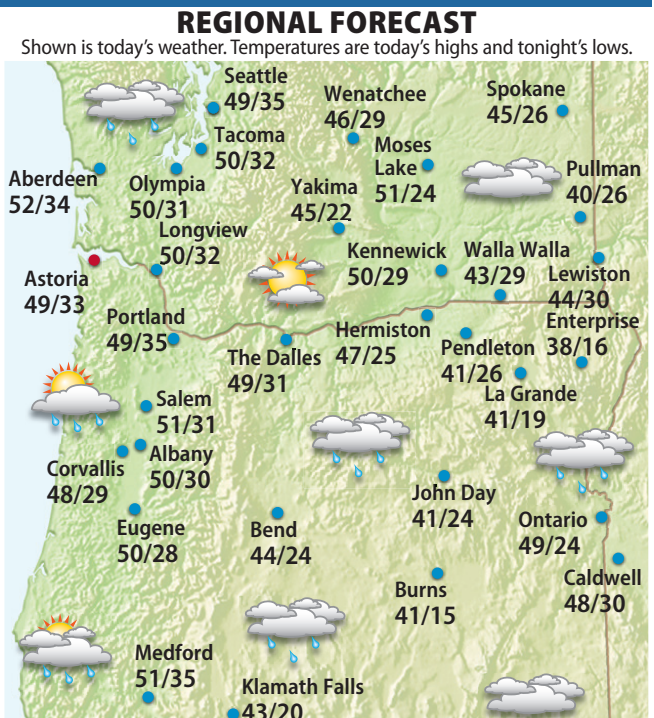 REGIONAL FORECAST
Shown is today's weather. Temperatures are today's highs and tonight's lows.
Seattle
49/35
Wenatchee
46/29
Spokane
45/26
Tacoma
50/32
Moses
Lake
51/24
Aberdeen
52/34
Olympia
50/31
Yakima
45/22
Pullman
40/26
Longview
50/32
Kennewick
50/29
Walla Walla
43/29
Lewiston
44/30
Astoria
49/33
Portland
49/35
The Dalles
49/31
Hermiston
47/25
Pendleton
41/26
Enterprise
38/16
La Grande
41/19
Salem
51/31
Albany
50/30
Corvallis
48/29
Eugene
50/28
Bend
44/24
John Day
41/24
Ontario
49/24
Burns
41/15
Caldwell
48/30
Medford
51/35
Klamath Falls
43/20